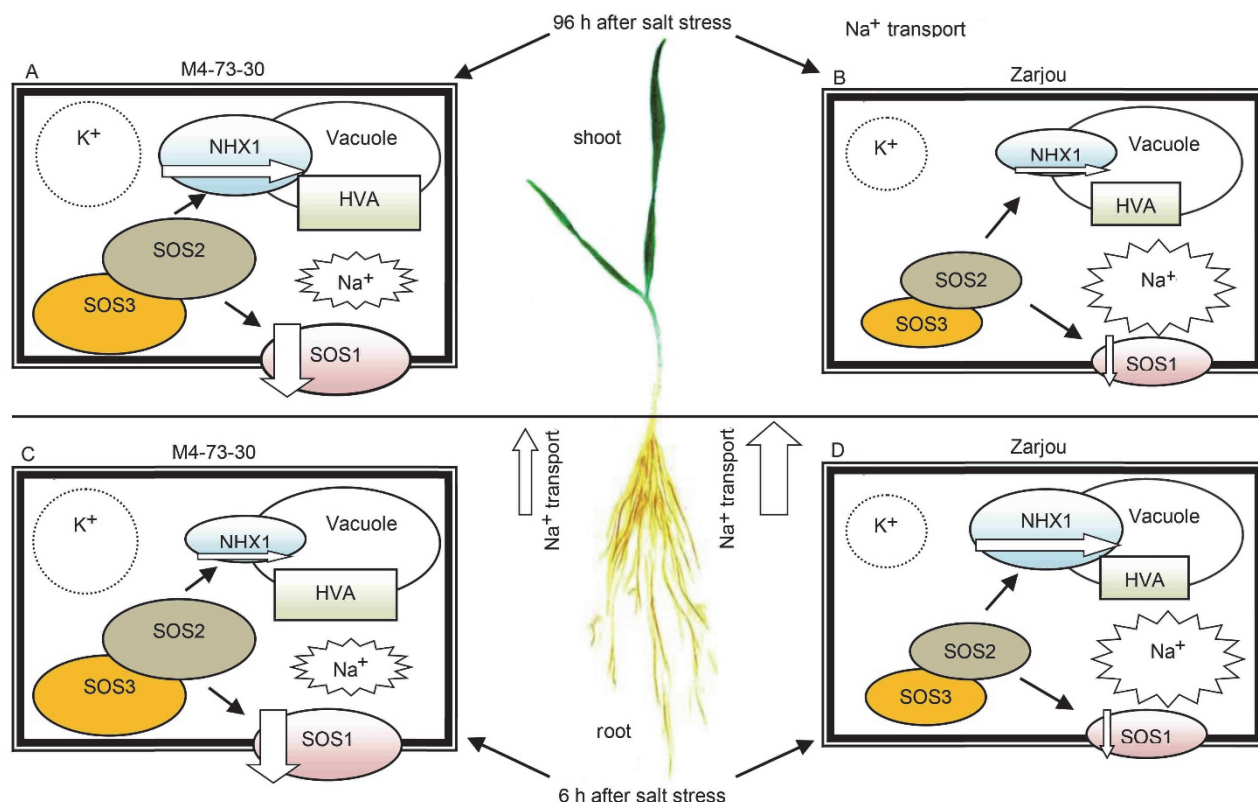 96 h after salt stress
Na+ transport
A
M4-73-30
K+
NHX1
Vacuole
HVA
SOS2
SOS3
Na+
SOS1
shoot
B
Zarjou
K+
NHX1
Vacuole
HVA
SOS2
SOS3
Na+
SOS1
C
M4-73-30
K+
NHX1
Vacuole
HVA
SOS2
SOS3
Na+
SOS1
Na+ transport
Na+ transport
root
D
Zarjou
K+
NHX1
Vacuole
HVA
SOS2
SOS3
Na+
SOS1
6 h after salt stress